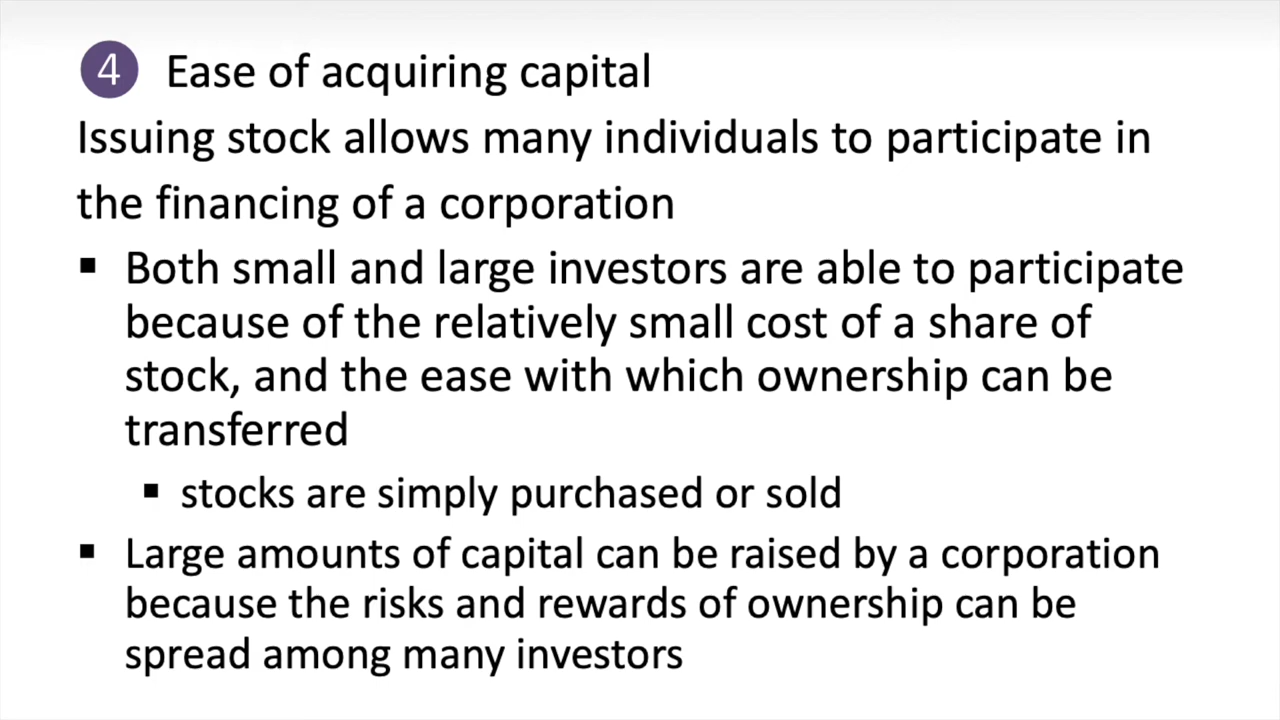 4 Ease of acquiring capital
Issuing stock allows many individuals to participate in
the financing of a corporation
▪ Both small and large investors are able to participate
because of the relatively small cost of a share of
stock, and the ease with which ownership can be
transferred
▪ stocks are simply purchased or sold
▪ Large amounts of capital can be raised by a corporation
because the risks and rewards of ownership can be
spread among many investors